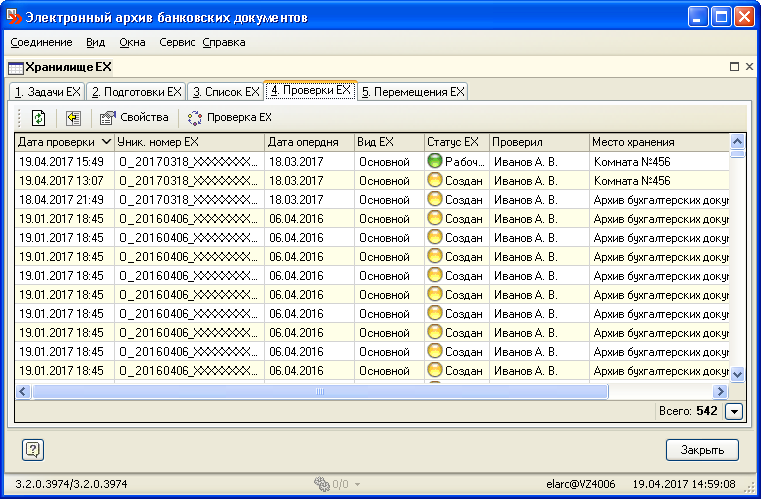 Электронный архив банковских документов
Соединение Вид Окна Сервис Справка
Хранилище ЕХ
1. Задачи ЕХ 2. Подготовки ЕХ 3. Список ЕХ 4. Проверки ЕХ 5. Перемещения ЕХ
Свойства Проверка ЕХ
Дата проверки Уник. номер ЕХ Дата опердня Вид ЕХ Статус ЕХ Проверил Место хранения
19.04.2017 15:49 O_20170318_XXXXXXXX... 18.03.2017 Основной Рабоч... Иванов А. В. Комната №456
19.04.2017 13:07 O_20170318_XXXXXXXX... 18.03.2017 Основной Создан Иванов А. В. Комната №456
18.04.2017 21:49 O_20170318_XXXXXXXX... 18.03.2017 Основной Создан Иванов А. В. Архив бухгалтерских доку
19.01.2017 18:45 O_20160406_XXXXXXXX... 06.04.2016 Основной Создан Иванов А. В. Архив бухгалтерских доку
19.01.2017 18:45 O_20160406_XXXXXXXX... 06.04.2016 Основной Создан Иванов А. В. Архив бухгалтерских доку
19.01.2017 18:45 O_20160406_XXXXXXXX... 06.04.2016 Основной Создан Иванов А. В. Архив бухгалтерских доку
19.01.2017 18:45 O_20160406_XXXXXXXX... 06.04.2016 Основной Создан Иванов А. В. Архив бухгалтерских доку
19.01.2017 18:45 O_20160406_XXXXXXXX... 06.04.2016 Основной Создан Иванов А. В. Архив бухгалтерских доку
19.01.2017 18:45 O_20160406_XXXXXXXX... 06.04.2016 Основной Создан Иванов А. В. Архив бухгалтерских доку
19.01.2017 18:45 O_20160406_XXXXXXXX... 06.04.2016 Основной Создан Иванов А. В. Архив бухгалтерских доку
19.01.2017 18:45 O_20160406_XXXXXXXX... 06.04.2016 Основной Создан Иванов А. В. Архив бухгалтерских доку
19.01.2017 18:45 O_20160406_XXXXXXXX... 06.04.2016 Основной Создан Иванов А. В. Архив бухгалтерских доку
Всего: 542
Закрыть
3.2.0.3974/3.2.0.3974 0/0 elarc@VZ4006 19.04.2017 14:59:08